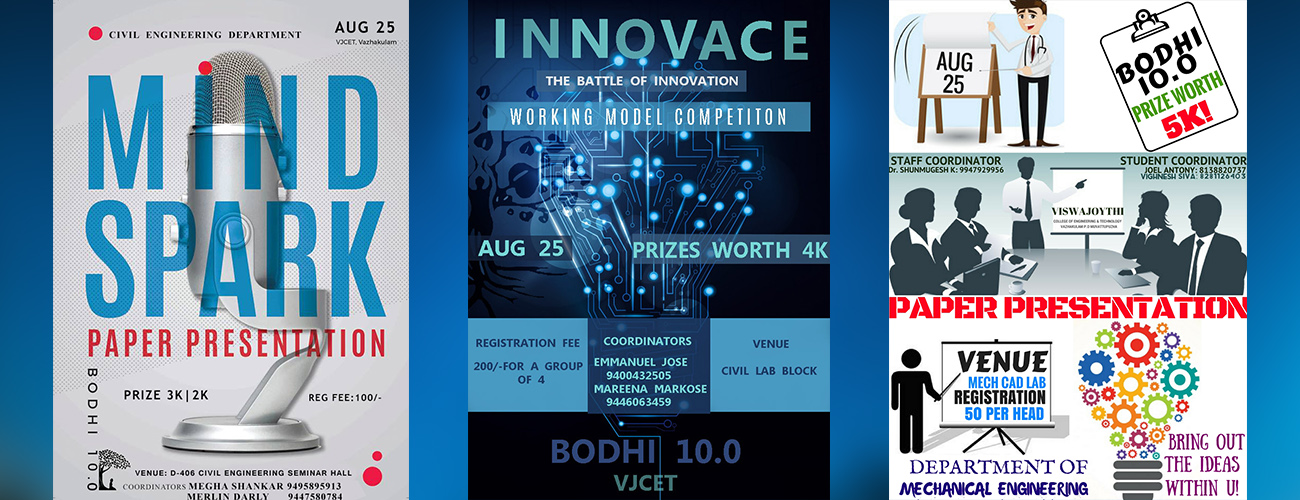 CIVIL ENGINEERING DEPARTMENT
AUG 25
VJCET, Vazhakulam
MiND
SPARK
PAPER PRESENTATION
BODHI 10.0
PRIZE 3K|2K
REG FEE:100/-
VENUE: D-406 CIVIL ENGINEERING SEMINAR HALL
COORDINATORS MEGHA SHANKAR 9495895913
MERLIN DARLY 9447580784
INNOVACE
THE BATTLE OF INNOVATION
WORKING MODEL COMPETITON
AUG 25
PRIZES WORTH 4K
REGISTRATION FEE
200/-FOR A GROUP
OF 4
COORDINATORS
EMMANUEL JOSE
9400432505
MAREENA MARKOSE
9446063459
VENUE
CIVIL LAB BLOCK
BODHI 10.0
VJCET
AUG
25
BODHI
10.0
PRIZE WORTH
5K!
STAFF COORDINATOR
Dr. SHUNMUGESH K: 9947929956
STUDENT COORDINATOR
JOEL ANTONY: 8138820737
VIGHNESH SIVA: 8281126403
VISWAJOYTHI
COLLEGE OF ENGINEERING & TECHNOLOGY
VAZHAKULAM P.O MUVATTUPUZHA
PAPER PRESENTATION
VENUE
MECH CAD LAB
REGISTRATION
50 PER HEAD
DEPARTMENT OF
MECHANICAL ENGINEERING
BRING OUT
THE IDEAS
WITHIN U!